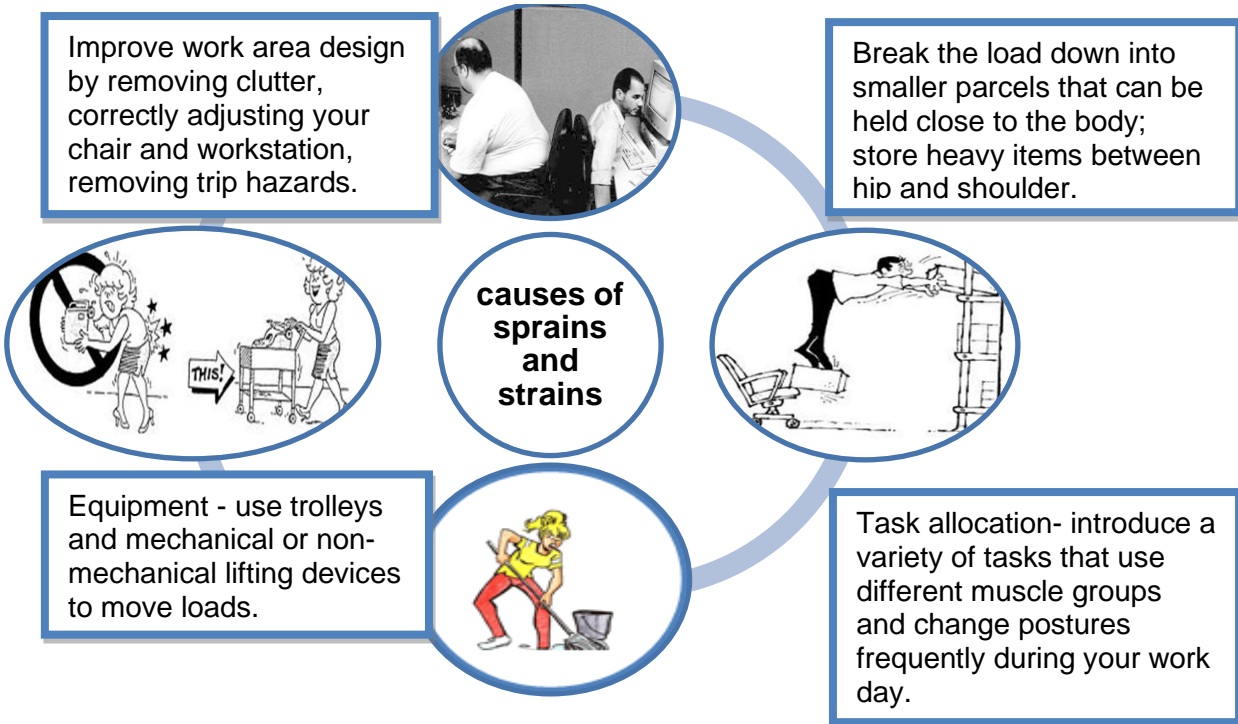 Improve work area design
by removing clutter,
correctly adjusting your
chair and workstation,
removing trip hazards.
Break the load down into
smaller parcels that can be
held close to the body;
store heavy items between
hip and shoulder.
THIS!
causes of
sprains
and
strains
Equipment - use trolleys
and mechanical or non-
mechanical lifting devices
to move loads.
Task allocation- introduce a
variety of tasks that use
different muscle groups
and change postures
frequently during your work
day.